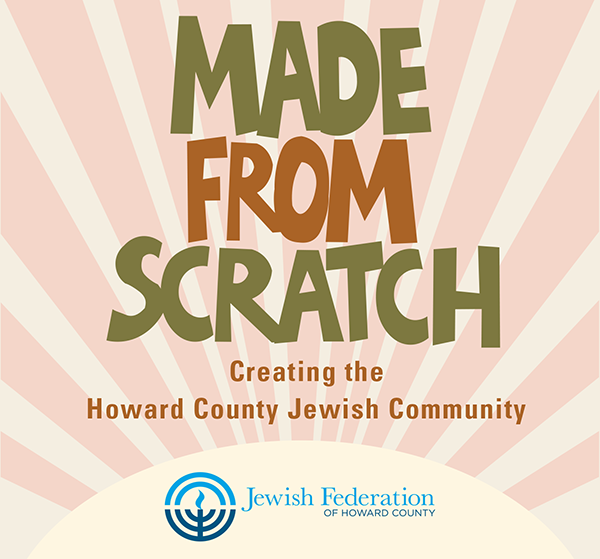 MADE
FROM
SCRATCH
Creating the
Howard County Jewish Community
Jewish Federation
OF HOWARD COUNTY